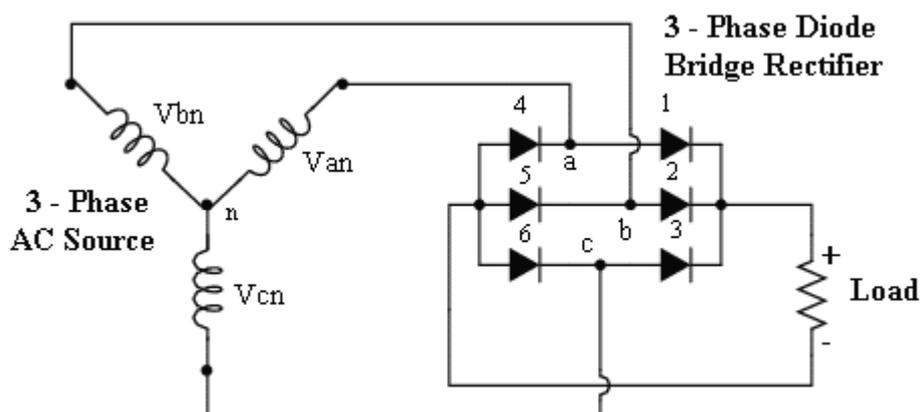 3 - Phase Diode
Bridge Rectifier
Vbn
Van
3 - Phase
AC Source
n
Vcn
4
1
a
5
2
b
6
c
3
+
Load
-